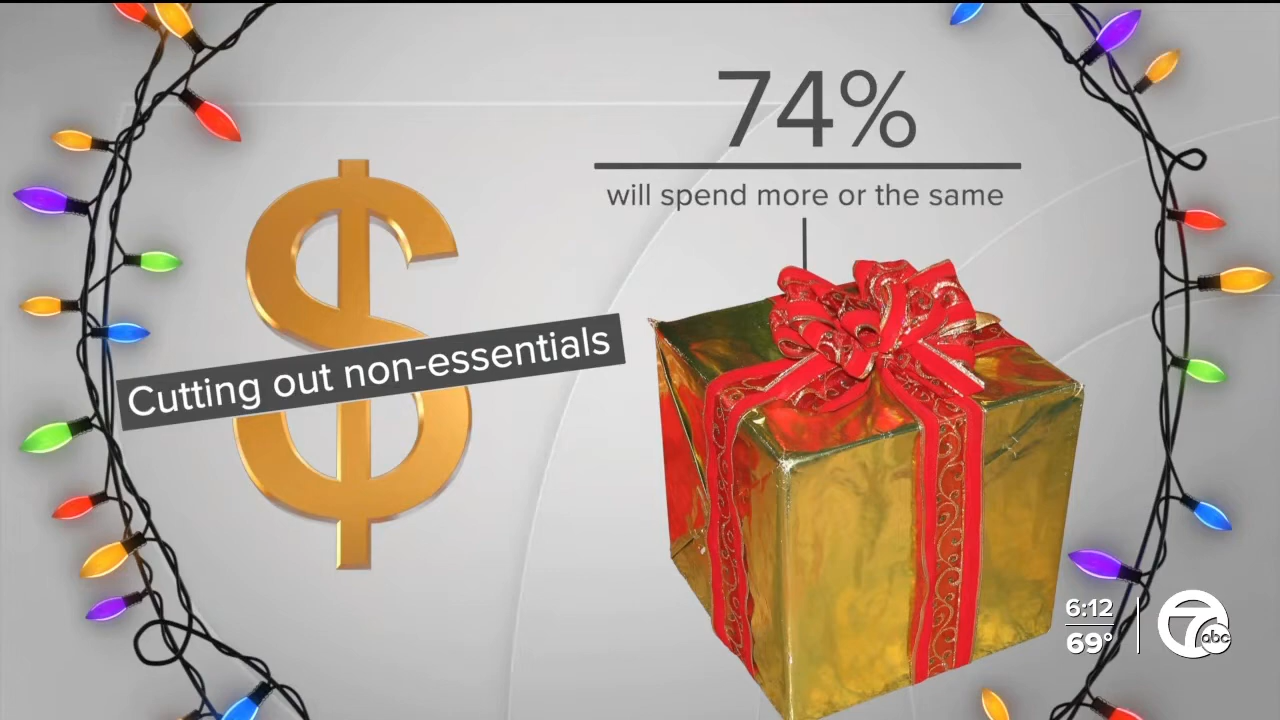 74%
will spend more or the same
Cutting out non-essentials
6:12
69°
7
abc